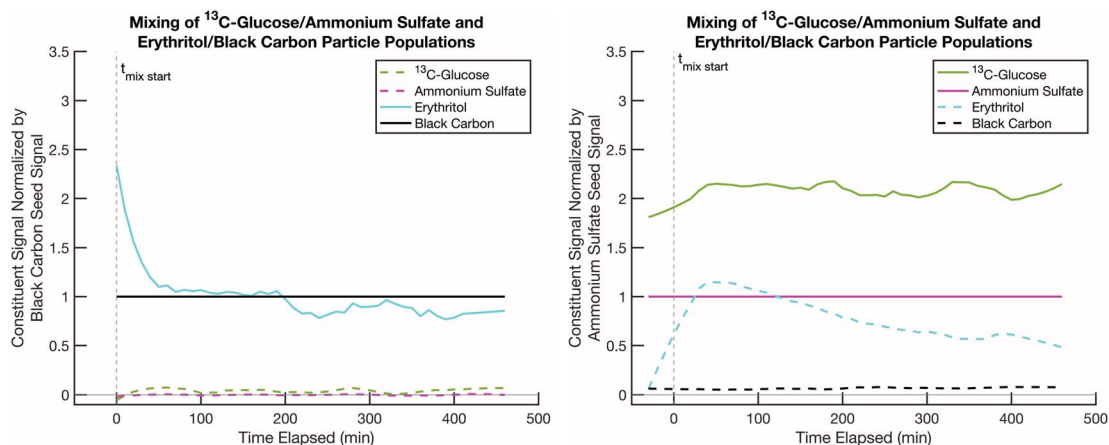 Mixing of ¹³C-Glucose/Ammonium Sulfate and
Erythritol/Black Carbon Particle Populations
Constituent Signal Normalized by
Black Carbon Seed Signal
3.5
3
2.5
2
1.5
1
0.5
0
t mix start
¹³C-Glucose
Ammonium Sulfate
Erythritol
Black Carbon
0
100
200
300
400
500
Time Elapsed (min)
Mixing of ¹³C-Glucose/Ammonium Sulfate and
Erythritol/Black Carbon Particle Populations
Constituent Signal Normalized by
Ammonium Sulfate Seed Signal
3.5
3
2.5
2
1.5
1
0.5
0
t mix start
¹³C-Glucose
Ammonium Sulfate
Erythritol
Black Carbon
0
100
200
300
400
500
Time Elapsed (min)